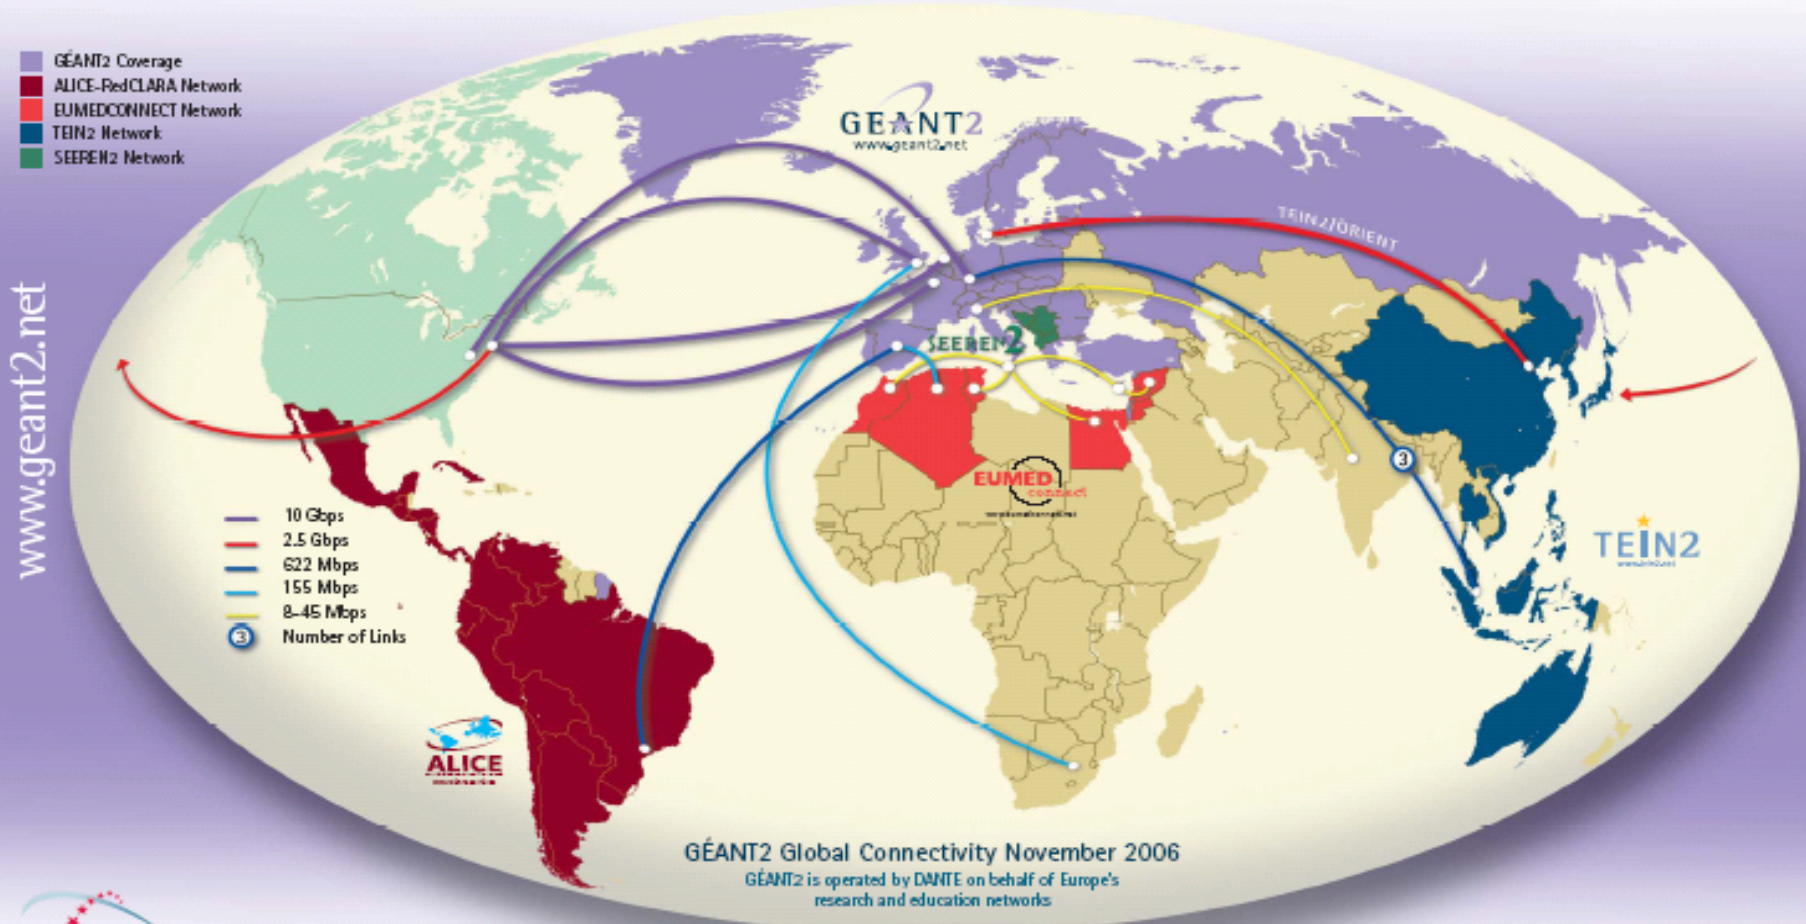 www.geant2.net
GÉANT2 Coverage
ALICE-RedCLARA Network
EUMEDCONNECT Network
TEIN2 Network
SEEREN2 Network
GEANT2
www.geant2.net
TEIN2/ORIENT
SEEREN2
EUMED
connect
3
TEIN2
10 Gbps
2.5 Gbps
622 Mbps
155 Mbps
8-45 Mbps
3 Number of Links
ALICE
GÉANT2 Global Connectivity November 2006
GÉANT2 is operated by DANTE on behalf of Europe's
research and education networks